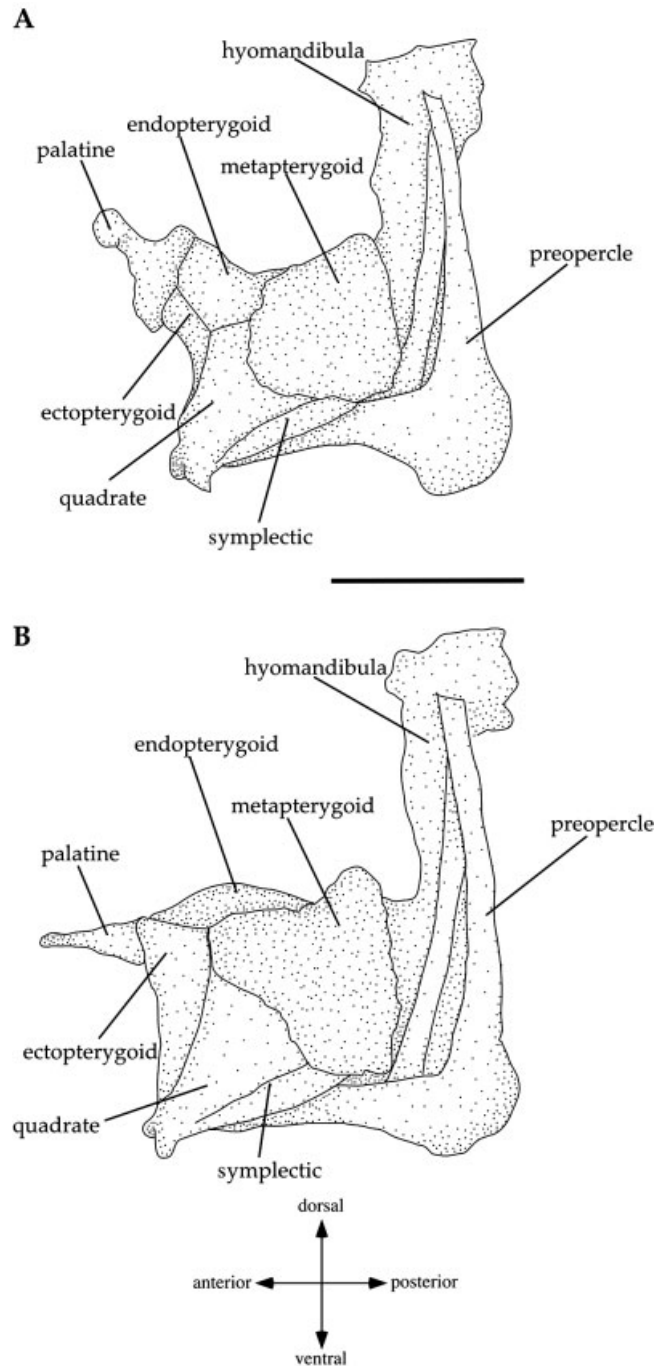 A
hyomandibula
endopterygoid
palatine
metapterygoid
preopercle
ectopterygoid
quadrate
symplectic
B
hyomandibula
endopterygoid
metapterygoid
palatine
preopercle
ectopterygoid
quadrate
symplectic
dorsal
anterior posterior
ventral